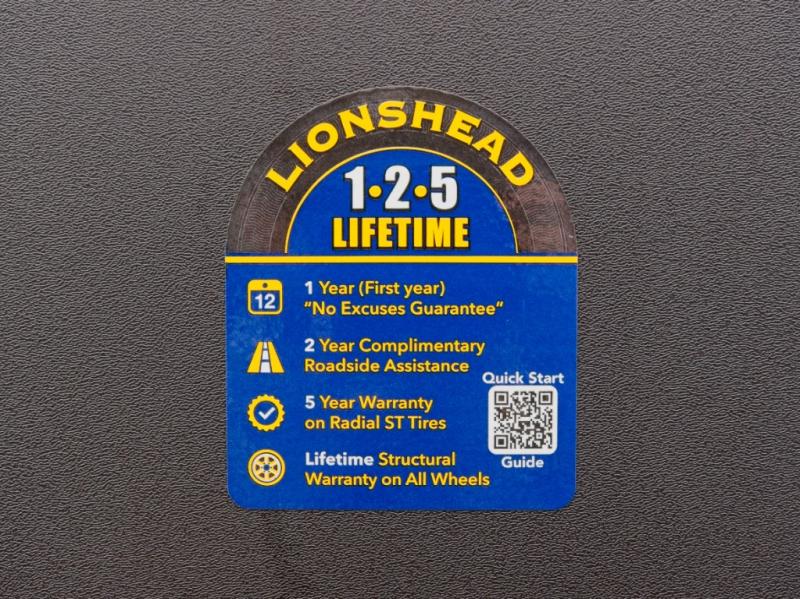 LIONSHEAD
1•2•5
LIFETIME
12
1 Year (First year)
“No Excuses Guarantee“
2 Year Complimentary
Roadside Assistance
5 Year Warranty
on Radial ST Tires
Lifetime Structural
Warranty on All Wheels
Quick Start
Guide